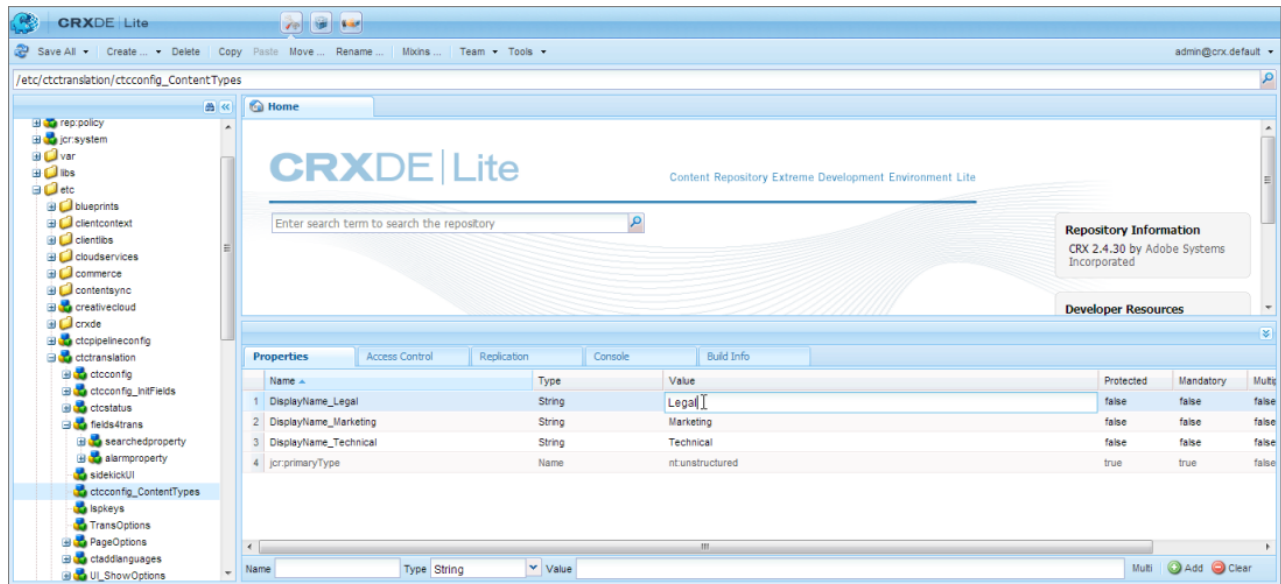 CRXDE | Lite
Save All Create ... Delete Copy Paste Move ... Rename ... Mixins ... Team Tools admin@crx.default
/etc/ctctranslation/ctcconfig_ContentTypes
Home
rep:policy
jcr:system
var
libs
etc
blueprints
clientcontext
clientlibs
cloudservices
commerce
contentsync
creativecloud
crxde
ctcpipelineconfig
ctctranslation
ctcconfig
ctcconfig_InitFields
ctcstatus
fields4trans
searchedproperty
alarmproperty
sidekickUI
ctcconfig_ContentTypes
lspkeys
TransOptions
PageOptions
ctaddlanguages
UI_ShowOptions
CRXDE | Lite
Content Repository Extreme Development Environment Lite
Enter search term to search the repository
Repository Information
CRX 2.4.30 by Adobe Systems
Incorporated
Developer Resources
Properties Access Control Replication Console Build Info
Name Type Value Protected Mandatory Multip
1 DisplayName_Legal String Legal false false false
2 DisplayName_Marketing String Marketing false false false
3 DisplayName_Technical String Technical false false false
4 jcr:primaryType Name nt:unstructured true true false
Name Type String Value Multi Add Clear